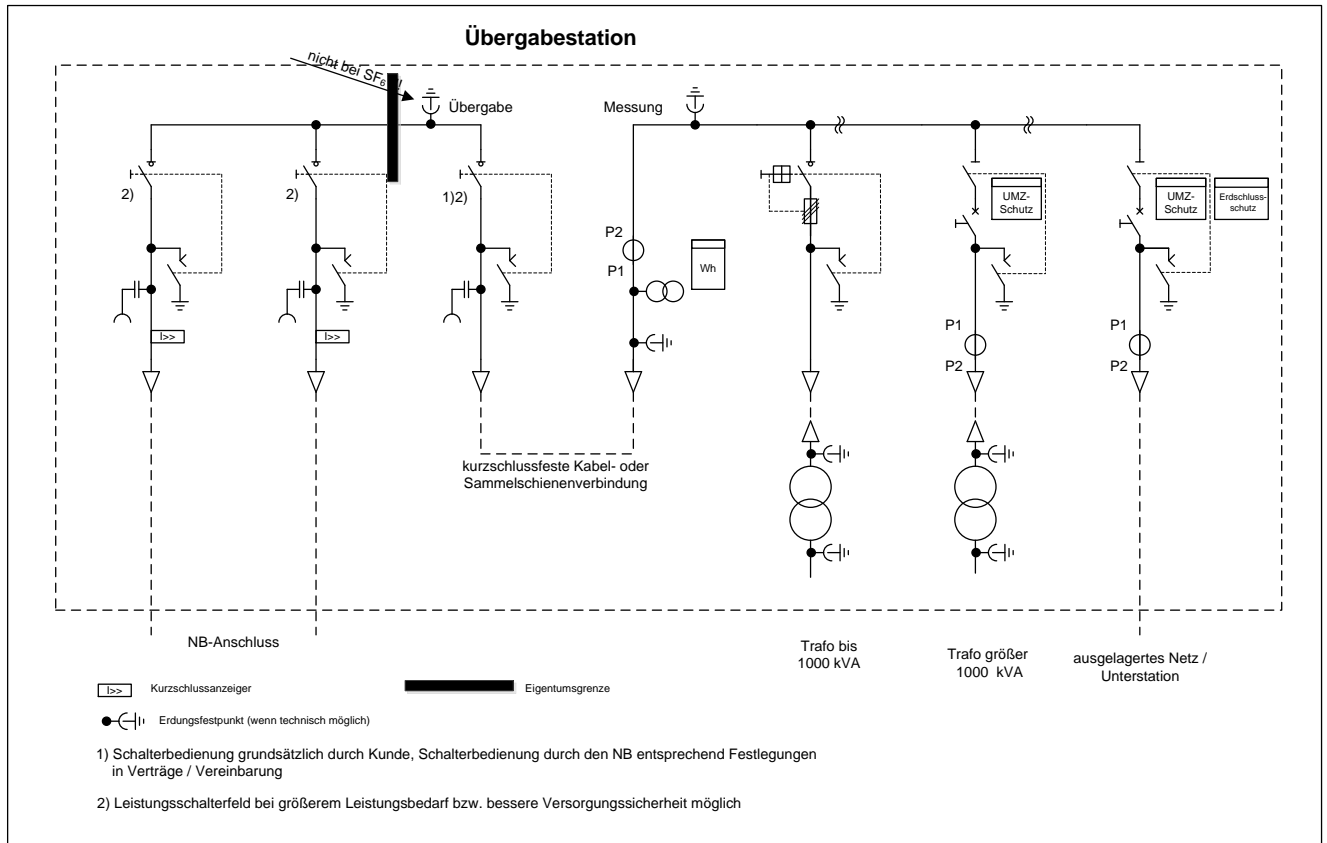 Übergabestation
nicht bei SF₆ !!
Übergabe
Messung
2)
2)
1)2)
UMZ-
Schutz
UMZ-
Schutz
Erdschluss-
schutz
P2
P1
Wh
I>>
I>>
P1
P2
P1
P2
kurzschlussfeste Kabel- oder
Sammelschienenverbindung
NB-Anschluss
Trafo bis
1000 kVA
Trafo größer
1000 kVA
ausgelagertes Netz /
Unterstation
I>> Kurzschlussanzeiger
Eigentumsgrenze
Erdungsfestpunkt (wenn technisch möglich)
1) Schalterbedienung grundsätzlich durch Kunde, Schalterbedienung durch den NB entsprechend Festlegungen
in Verträge / Vereinbarung
2) Leistungsschalterfeld bei größerem Leistungsbedarf bzw. bessere Versorgungssicherheit möglich